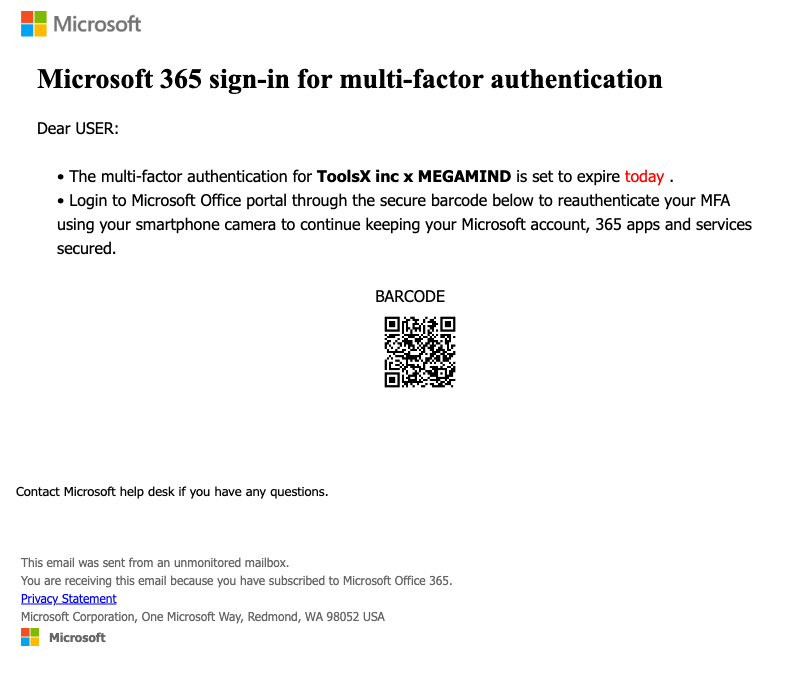 Microsoft
Microsoft 365 sign-in for multi-factor authentication
Dear USER:
• The multi-factor authentication for ToolsX inc x MEGAMIND is set to expire today .
• Login to Microsoft Office portal through the secure barcode below to reauthenticate your MFA
using your smartphone camera to continue keeping your Microsoft account, 365 apps and services
secured.
BARCODE
Contact Microsoft help desk if you have any questions.
This email was sent from an unmonitored mailbox.
You are receiving this email because you have subscribed to Microsoft Office 365.
Privacy Statement
Microsoft Corporation, One Microsoft Way, Redmond, WA 98052 USA
Microsoft